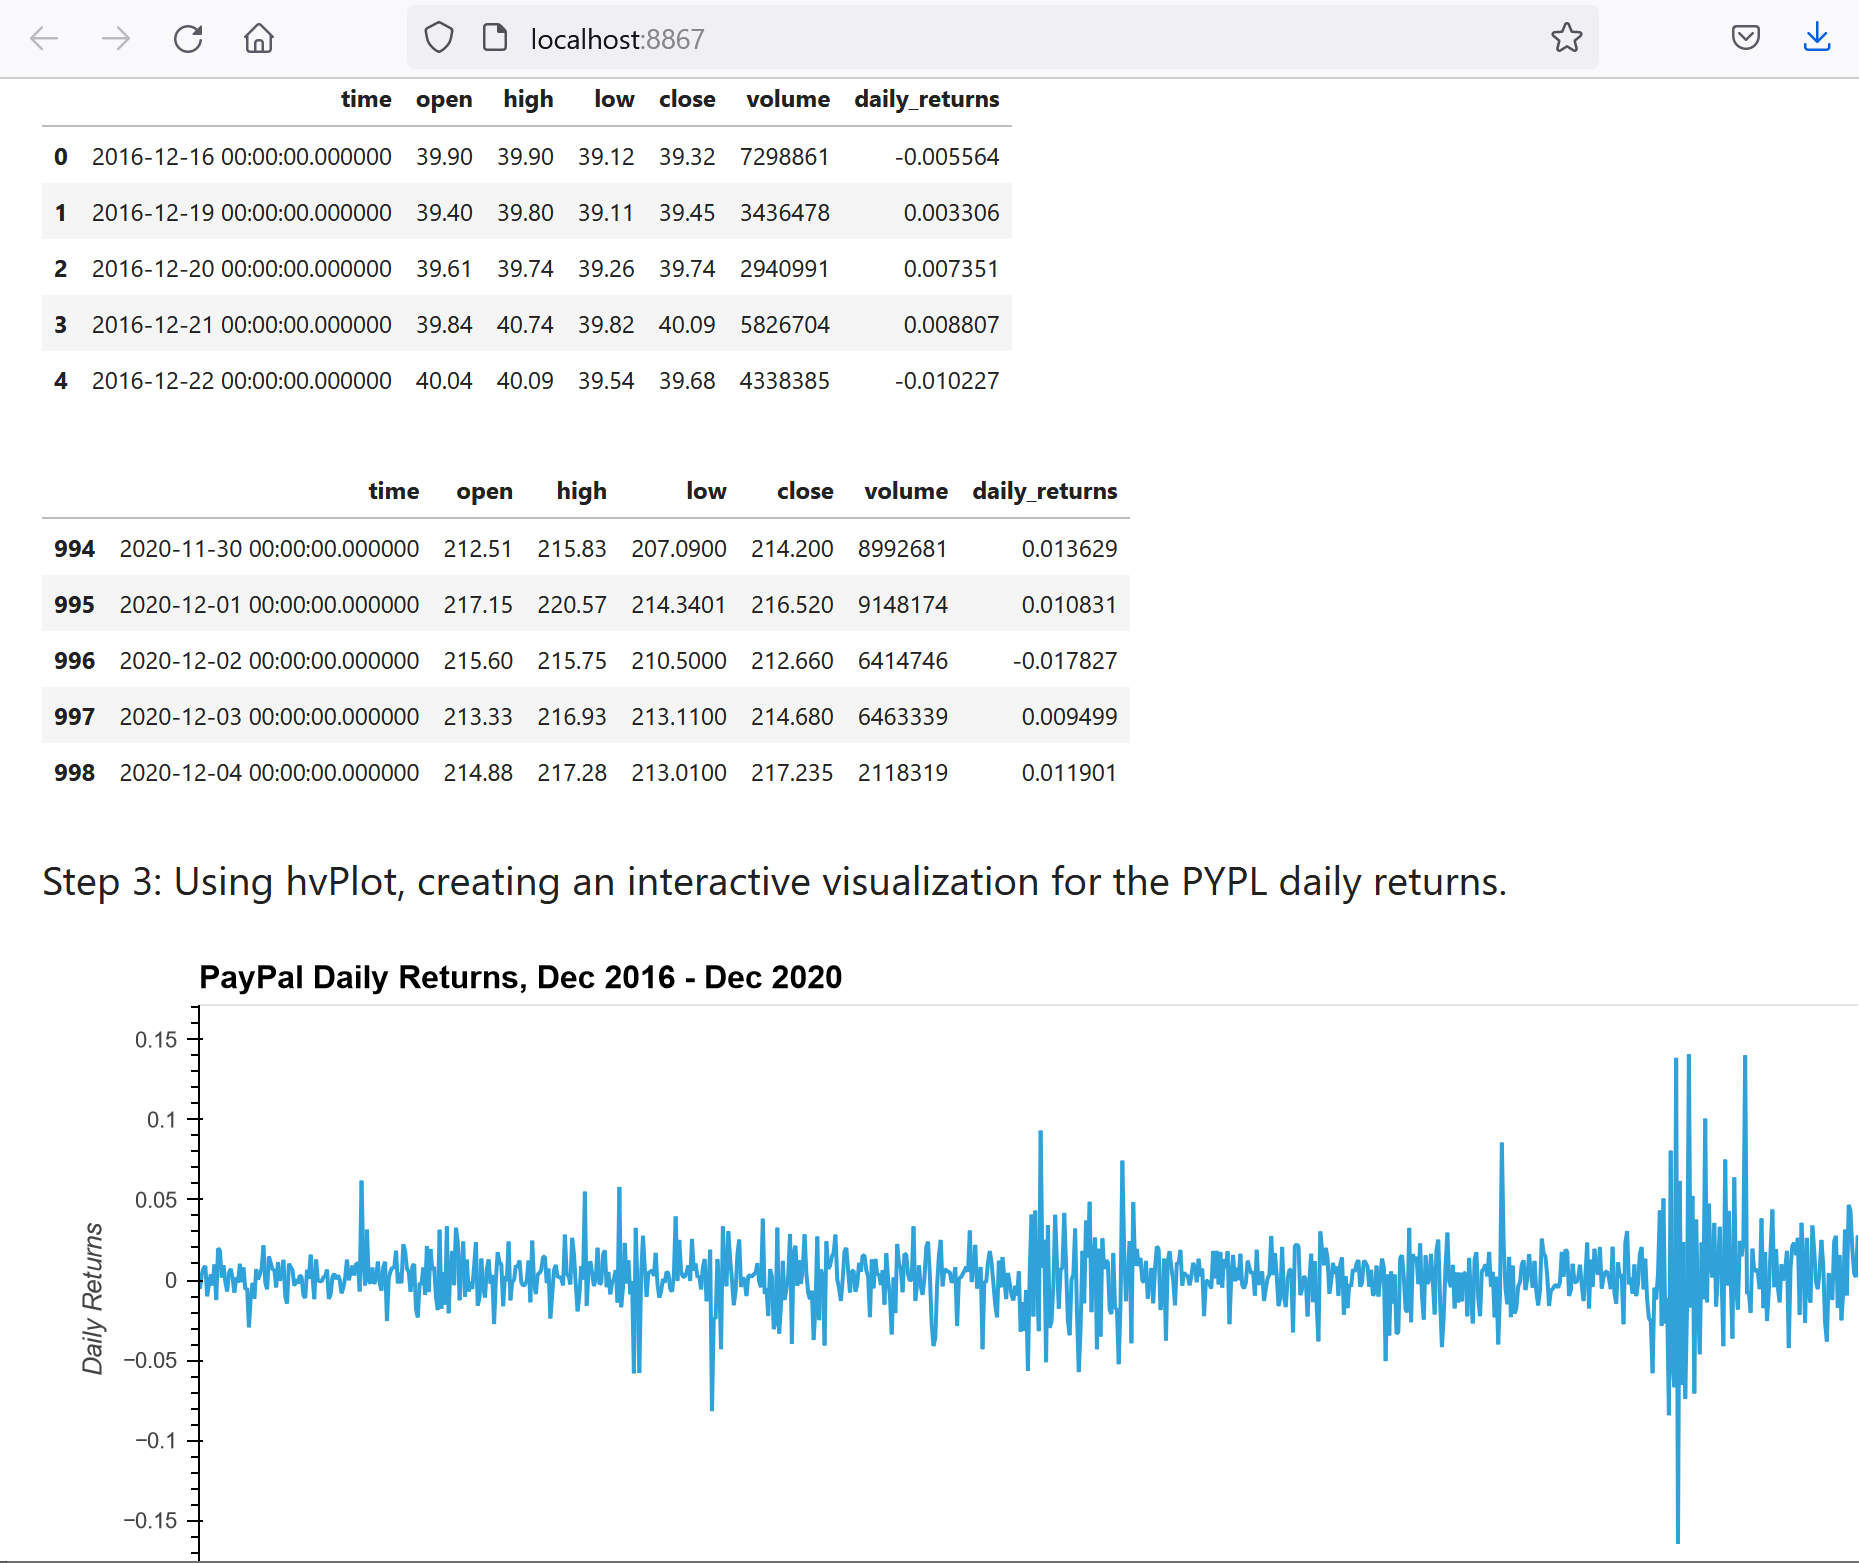 localhost:8867
time open high low close volume daily_returns
0 2016-12-16 00:00:00.000000 39.90 39.90 39.12 39.32 7298861 -0.005564
1 2016-12-19 00:00:00.000000 39.40 39.80 39.11 39.45 3436478 0.003306
2 2016-12-20 00:00:00.000000 39.61 39.74 39.26 39.74 2940991 0.007351
3 2016-12-21 00:00:00.000000 39.84 40.74 39.82 40.09 5826704 0.008807
4 2016-12-22 00:00:00.000000 40.04 40.09 39.54 39.68 4338385 -0.010227
time open high low close volume daily_returns
994 2020-11-30 00:00:00.000000 212.51 215.83 207.0900 214.200 8992681 0.013629
995 2020-12-01 00:00:00.000000 217.15 220.57 214.3401 216.520 9148174 0.010831
996 2020-12-02 00:00:00.000000 215.60 215.75 210.5000 212.660 6414746 -0.017827
997 2020-12-03 00:00:00.000000 213.33 216.93 213.1100 214.680 6463339 0.009499
998 2020-12-04 00:00:00.000000 214.88 217.28 213.0100 217.235 2118319 0.011901
Step 3: Using hvPlot, creating an interactive visualization for the PYPL daily returns.
PayPal Daily Returns, Dec 2016 - Dec 2020
Daily Returns
0.15
0.1
0.05
0
−0.05
−0.1
−0.15